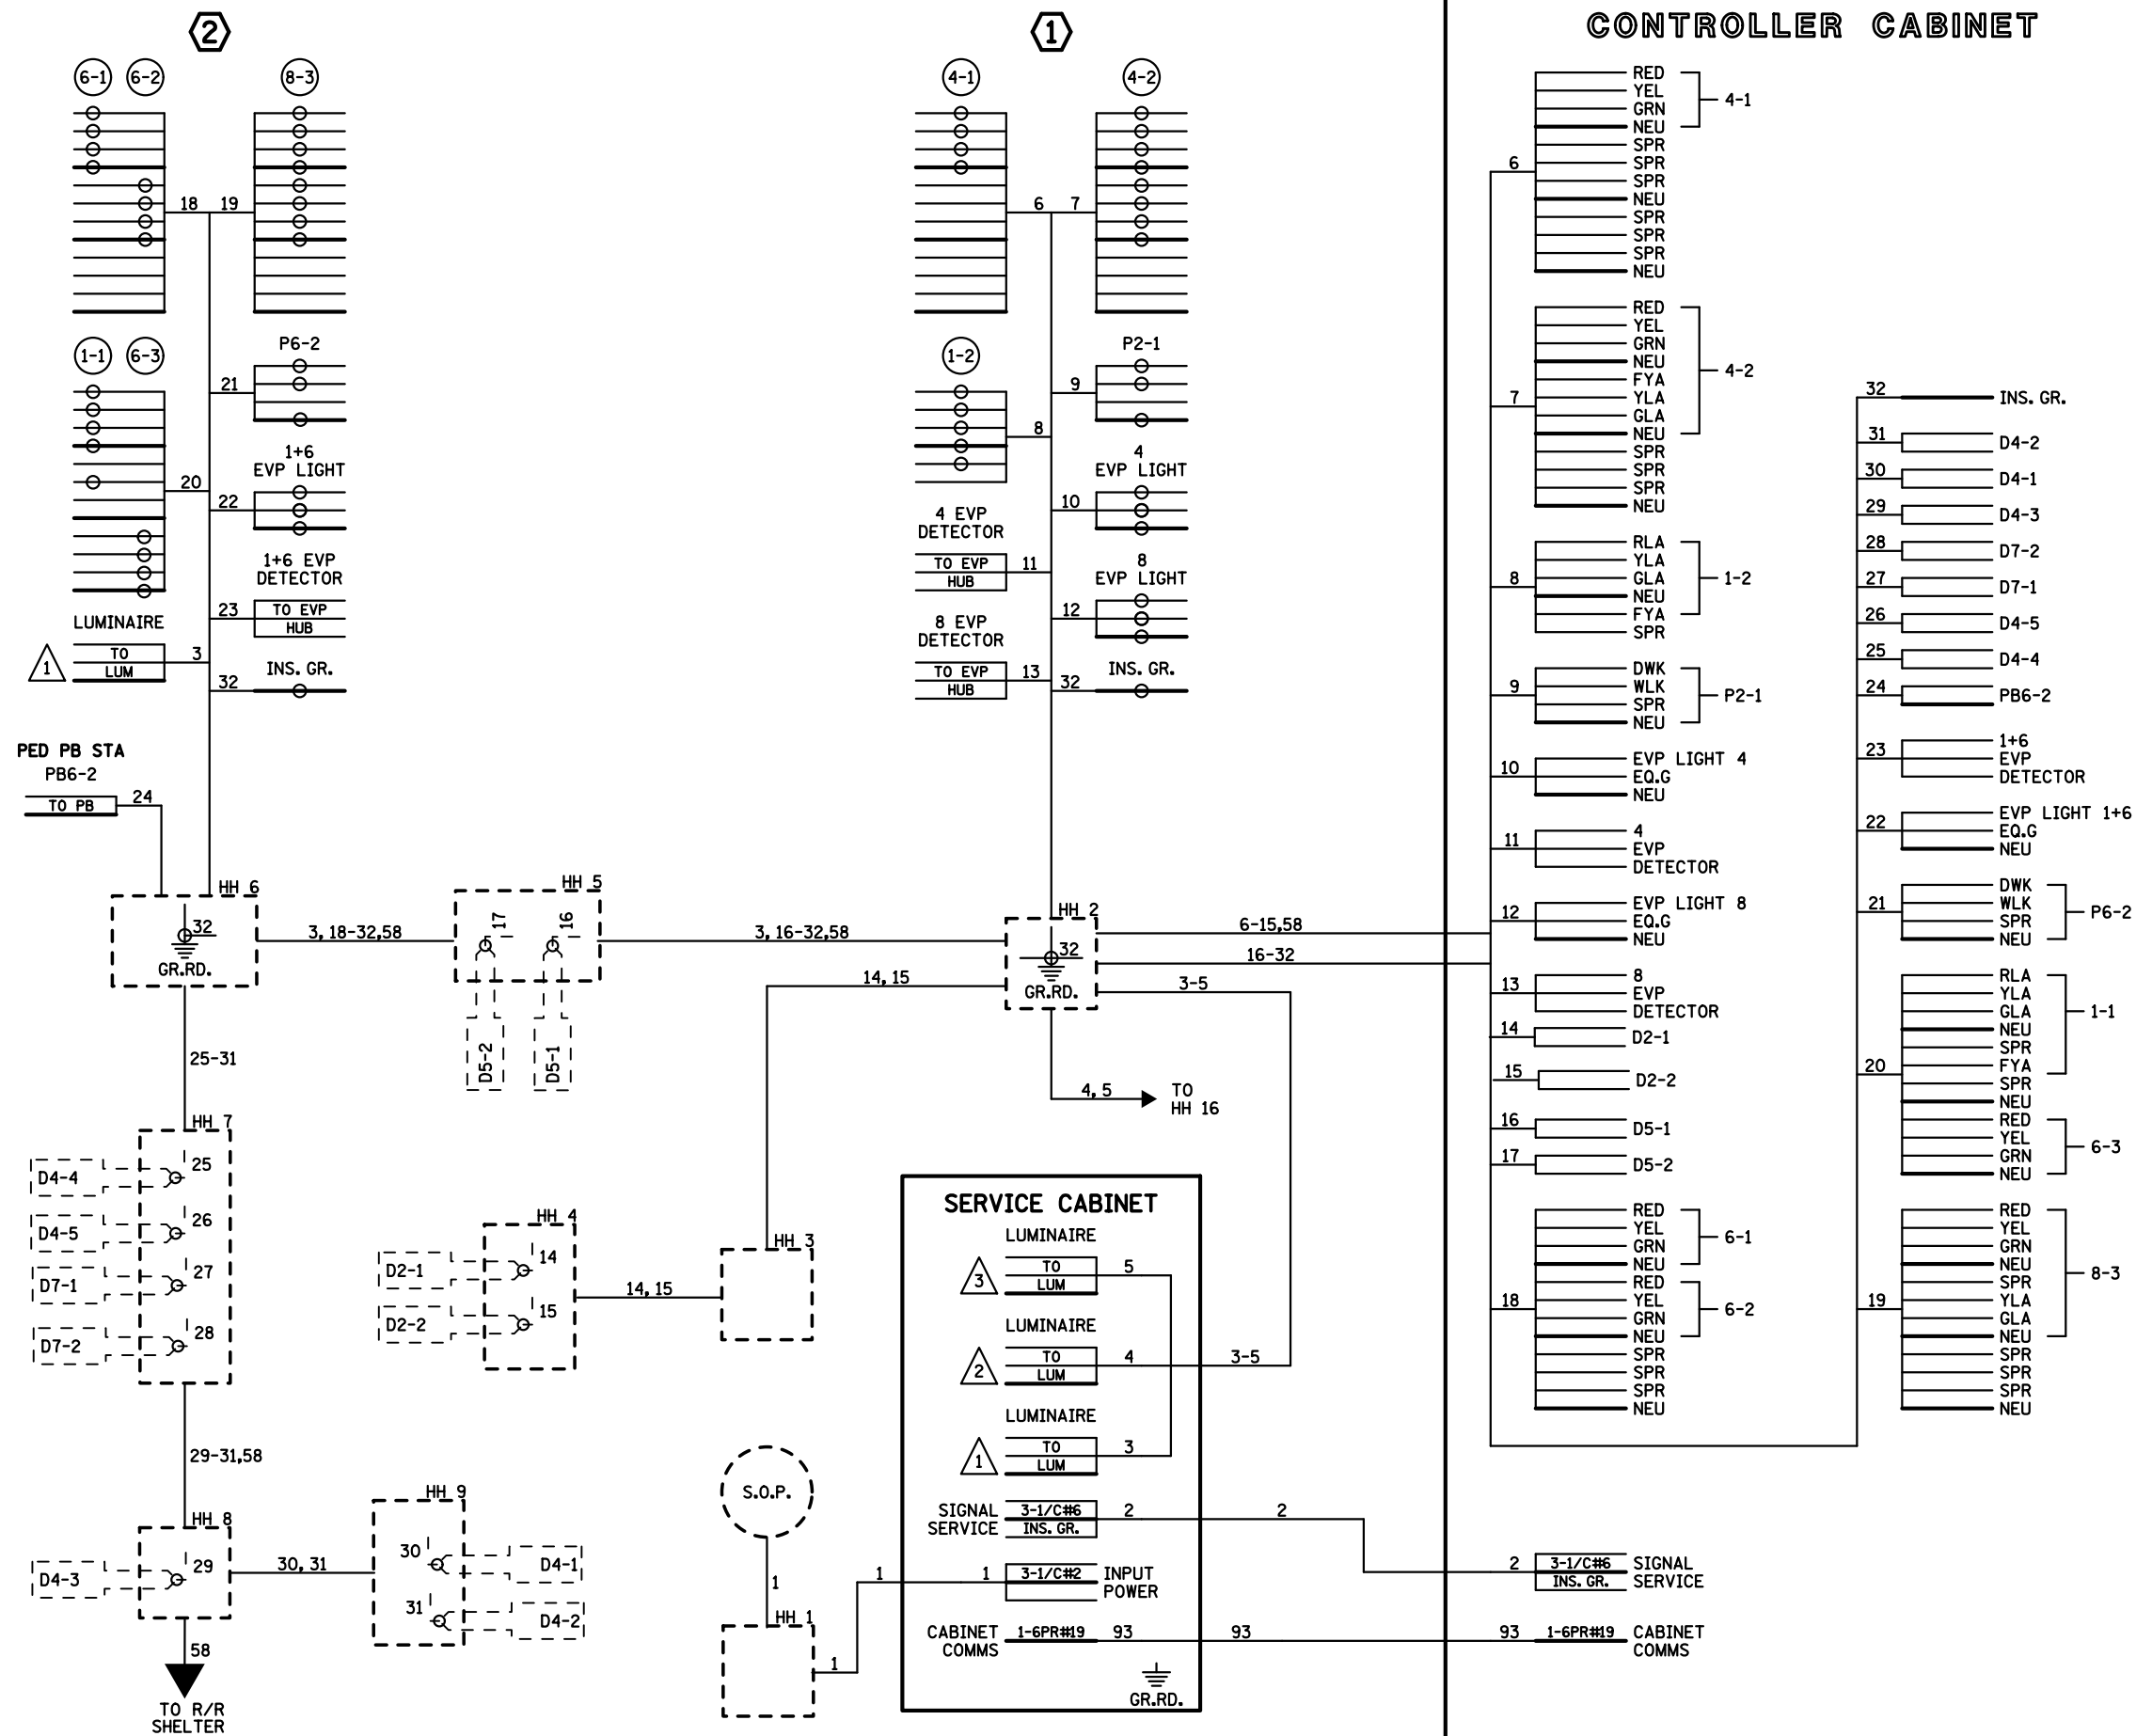 2
1
CONTROLLER CABINET
6-1 6-2
8-3
18 19
1-1 6-3
P6-2
21
20
1+6
EVP LIGHT
22
1+6 EVP
DETECTOR
23
TO EVP
HUB
LUMINAIRE
1
TO
LUM
3
INS. GR.
32
PED PB STA
PB6-2
TO PB
24
4-1
4-2
6 7
1-2
P2-1
9
8
4
EVP LIGHT
10
4 EVP
DETECTOR
TO EVP
HUB
11
8
EVP LIGHT
12
8 EVP
DETECTOR
TO EVP
HUB
13
INS. GR.
32
HH 6
32
GR.RD.
3, 18-32,58
HH 5
17
16
D5-2
D5-1
3, 16-32,58
HH 2
32
GR.RD.
6-15,58
16-32
3-5
14, 15
4, 5
TO
HH 16
25-31
HH 7
D4-4
25
D4-5
26
D7-1
27
D7-2
28
29-31,58
HH 8
D4-3
29
30, 31
HH 9
30
D4-1
31
D4-2
58
TO R/R
SHELTER
HH 4
D2-1
14
D2-2
15
14, 15
HH 3
S.O.P.
1
HH 1
1
SERVICE CABINET
LUMINAIRE
3
TO
LUM
5
LUMINAIRE
2
TO
LUM
4
3-5
LUMINAIRE
1
TO
LUM
3
SIGNAL
SERVICE
3-1/C#6
INS. GR.
2
2
1
1
3-1/C#2
INPUT
POWER
CABINET
COMMS
1-6PR#19
93
93
GR.RD.
6
RED
YEL
GRN
NEU
4-1
SPR
SPR
SPR
NEU
SPR
SPR
SPR
NEU
7
RED
YEL
GRN
NEU
FYA
YLA
GLA
NEU
4-2
SPR
SPR
SPR
NEU
8
RLA
YLA
GLA
NEU
FYA
1-2
SPR
9
DWK
WLK
SPR
NEU
P2-1
10
EVP LIGHT 4
EQ.G
NEU
11
4
EVP
DETECTOR
12
EVP LIGHT 8
EQ.G
NEU
13
8
EVP
DETECTOR
14
D2-1
15
D2-2
16
D5-1
17
D5-2
18
RED
YEL
GRN
NEU
6-1
RED
YEL
GRN
NEU
6-2
SPR
SPR
SPR
NEU
2
3-1/C#6
INS. GR.
SIGNAL
SERVICE
93
1-6PR#19
CABINET
COMMS
32
INS. GR.
31
D4-2
30
D4-1
29
D4-3
28
D7-2
27
D7-1
26
D4-5
25
D4-4
24
PB6-2
23
1+6
EVP
DETECTOR
22
EVP LIGHT 1+6
EQ.G
NEU
21
DWK
WLK
SPR
NEU
P6-2
20
RLA
YLA
GLA
NEU
SPR
FYA
1-1
SPR
NEU
RED
YEL
GRN
NEU
6-3
19
RED
YEL
GRN
NEU
SPR
YLA
GLA
NEU
8-3
SPR
SPR
SPR
NEU